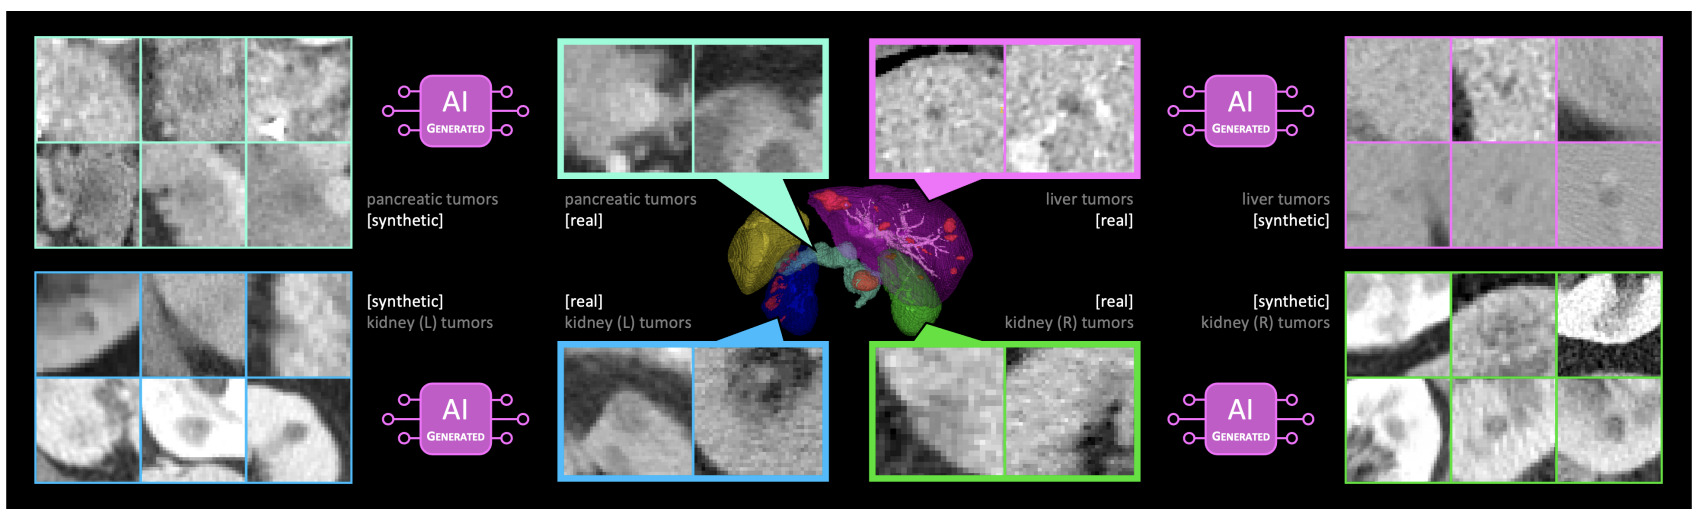 AI
GENERATED
pancreatic tumors
[synthetic]
pancreatic tumors
[real]
liver tumors
[real]
AI
GENERATED
liver tumors
[synthetic]
[synthetic]
kidney (L) tumors
AI
GENERATED
[real]
kidney (L) tumors
[real]
kidney (R) tumors
[synthetic]
kidney (R) tumors
AI
GENERATED